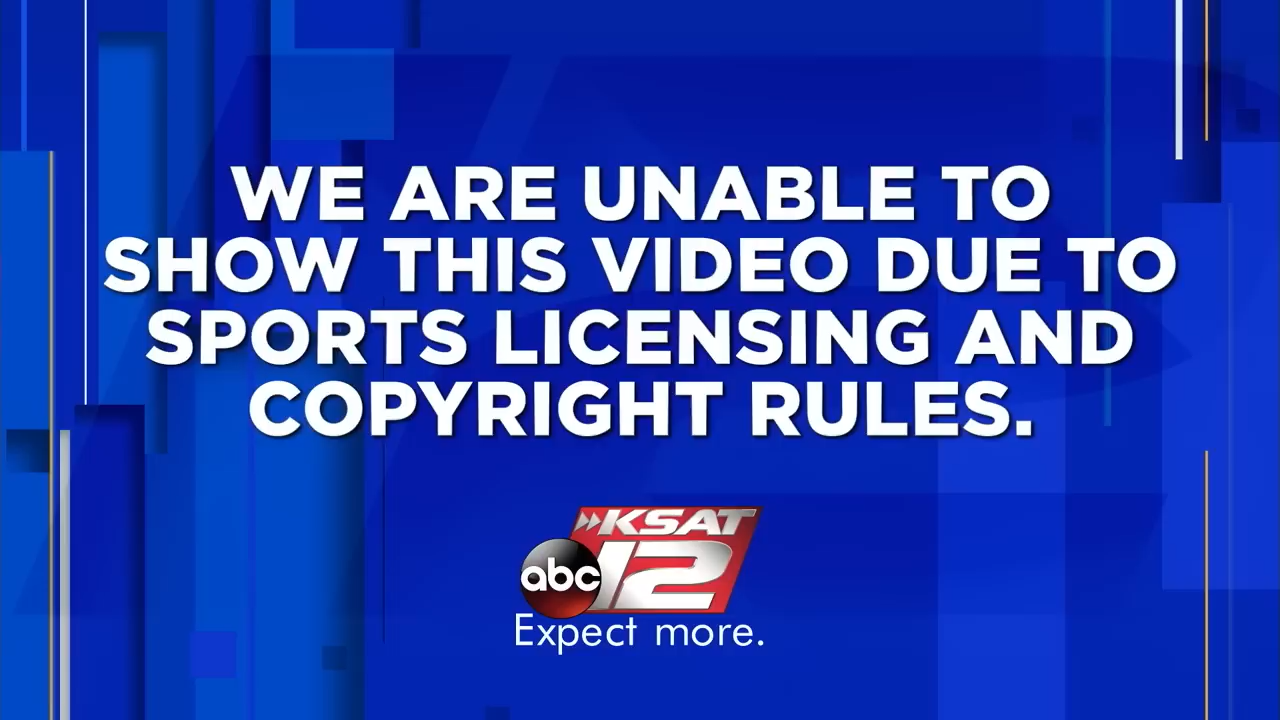 WE ARE UNABLE TO
SHOW THIS VIDEO DUE TO
SPORTS LICENSING AND
COPYRIGHT RULES.
KSAT
abc 12
Expect more.